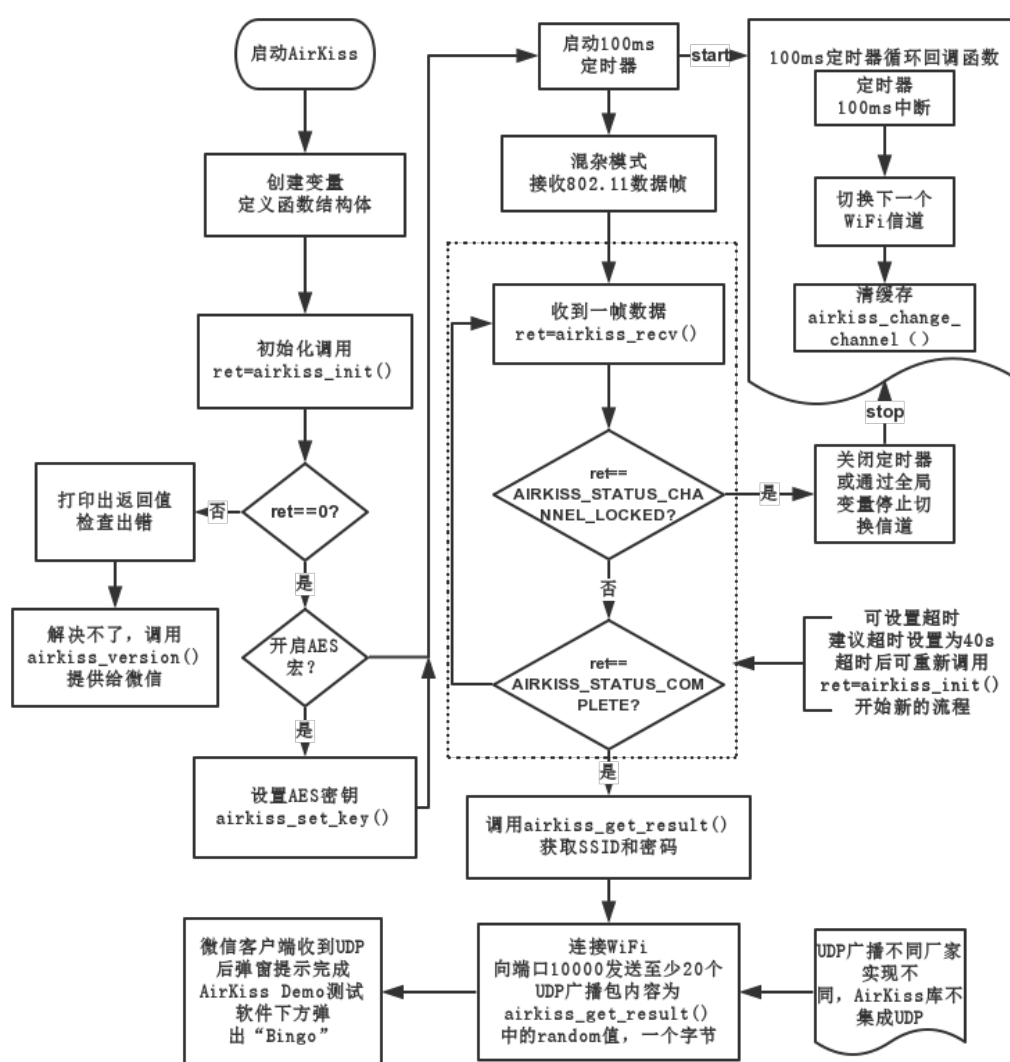 启动AirKiss
创建变量
定义函数结构体
初始化调用
ret=airkiss_init()
ret==0?
否
打印出返回值
检查出错
解决不了，调用
airkiss_version()
提供给微信
是
开启AES
宏？
是
设置AES密钥
airkiss_set_key()
启动100ms
定时器
start
混杂模式
接收802.11数据帧
收到一帧数据
ret=airkiss_recv()
ret==
AIRKISS_STATUS_CHA
NNEL_LOCKED?
是
关闭定时器
或通过全局
变量停止切
换信道
stop
否
ret==
AIRKISS_STATUS_COM
PLETE?
是
调用airkiss_get_result()
获取SSID和密码
连接WiFi
向端口10000发送至少20个
UDP广播包内容为
airkiss_get_result()
中的random值，一个字节
微信客户端收到UDP
后弹窗提示完成
AirKiss Demo测试
软件下方弹
出“Bingo”
100ms定时器循环回调函数
定时器
100ms中断
切换下一个
WiFi信道
清缓存
airkiss_change_
channel（）
可设置超时
建议超时设置为40s
超时后可重新调用
ret=airkiss_init()
开始新的流程
UDP广播不同厂家
实现不
同，AirKiss库不
集成UDP